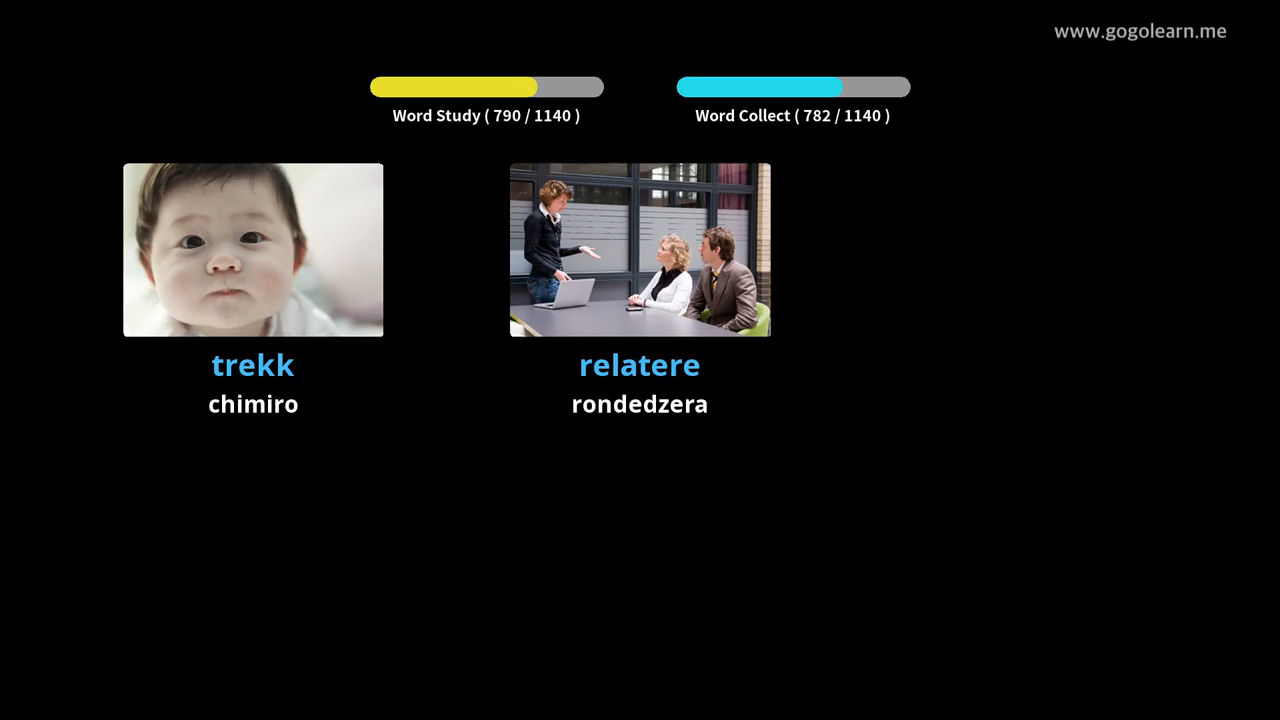 www.gogolearn.me
Word Study ( 790 / 1140 )
Word Collect ( 782 / 1140 )
trekk
chimiro
relatere
rondedzera